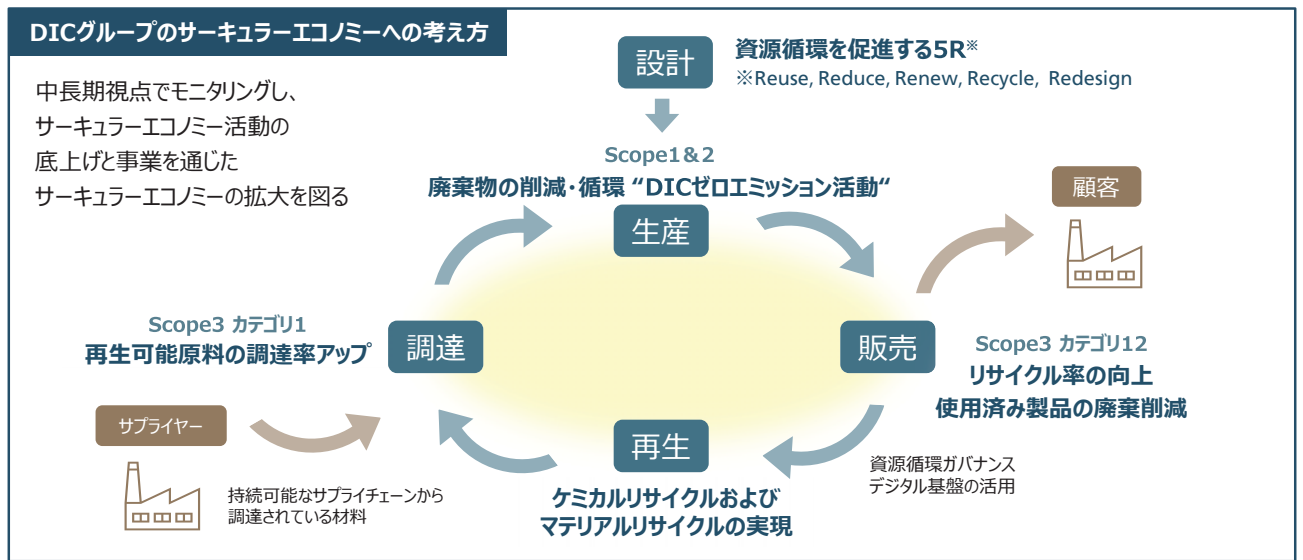 DICグループのサーキュラーエコノミーへの考え方
中長期視点でモニタリングし、
サーキュラーエコノミー活動の
底上げと事業を通じた
サーキュラーエコノミーの拡大を図る
設計
資源循環を促進する5R※
※Reuse, Reduce, Renew, Recycle, Redesign
Scope1&2
廃棄物の削減・循環 “DICゼロエミッション活動“
生産
顧客
Scope3 カテゴリ1
再生可能原料の調達率アップ
調達
販売
Scope3 カテゴリ12
リサイクル率の向上
使用済み製品の廃棄削減
サプライヤー
持続可能なサプライチェーンから
調達されている材料
再生
ケミカルリサイクルおよび
マテリアルリサイクルの実現
資源循環ガバナンス
デジタル基盤の活用